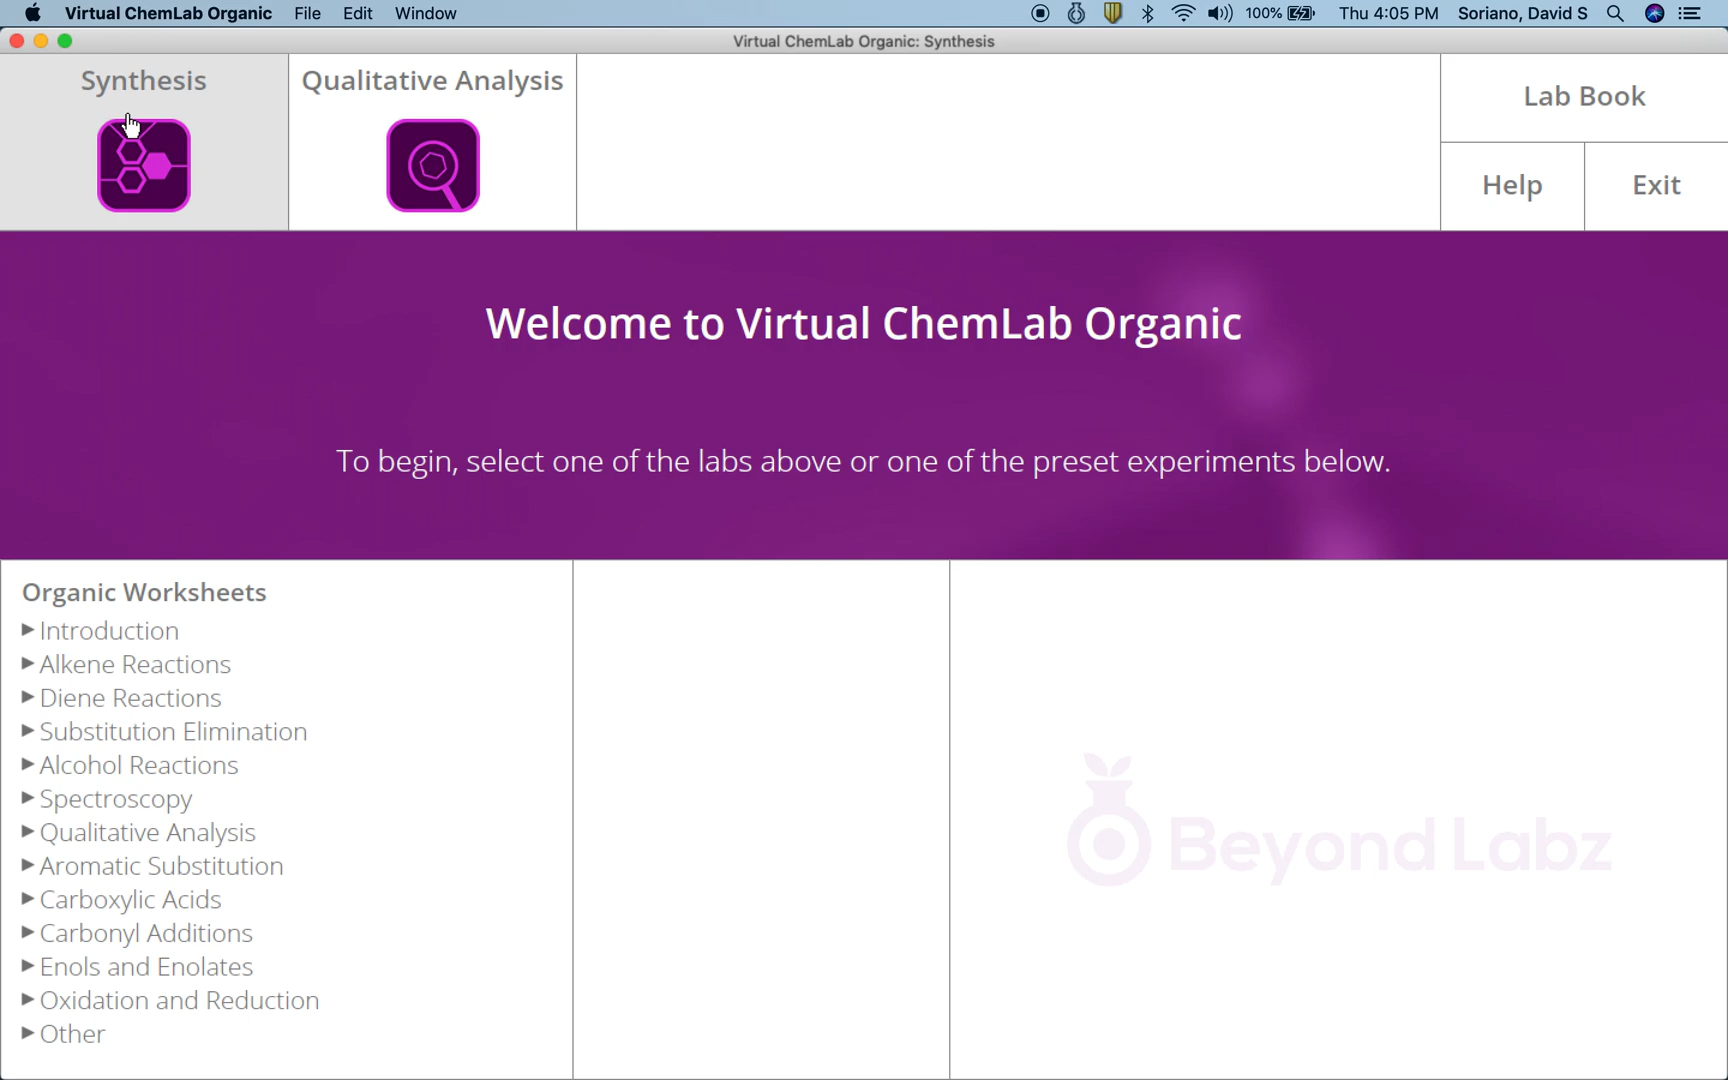 Virtual ChemLab Organic File Edit Window 100% Thu 4:05 PM Soriano, David S
Virtual ChemLab Organic: Synthesis
Synthesis
Qualitative Analysis
Lab Book
Help
Exit
Welcome to Virtual ChemLab Organic
To begin, select one of the labs above or one of the preset experiments below.
Organic Worksheets
Introduction
Alkene Reactions
Diene Reactions
Substitution Elimination
Alcohol Reactions
Spectroscopy
Qualitative Analysis
Aromatic Substitution
Carboxylic Acids
Carbonyl Additions
Enols and Enolates
Oxidation and Reduction
Other
Beyond Labz